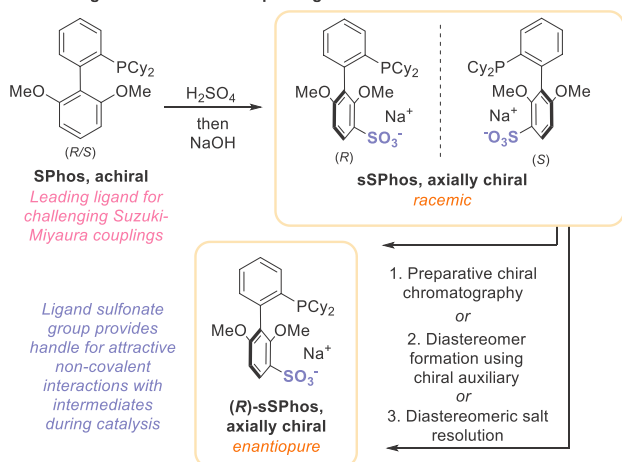 PCy2
MeO
OMe
(R/S)
SPhos, achiral
Leading ligand for
challenging Suzuki-
Miyaura couplings
H2SO4
then
NaOH
PCy2
MeO
OMe
Na+
SO3-
(R)
Cy2P
MeO
OMe
Na+
-O3S
(S)
sSPhos, axially chiral
racemic
Ligand sulfonate
group provides
handle for attractive
non-covalent
interactions with
intermediates
during catalysis
PCy2
MeO
OMe
Na+
SO3-
(R)-sSPhos,
axially chiral
enantiopure
1. Preparative chiral
chromatography
or
2. Diastereomer
formation using
chiral auxiliary
or
3. Diastereomeric salt
resolution